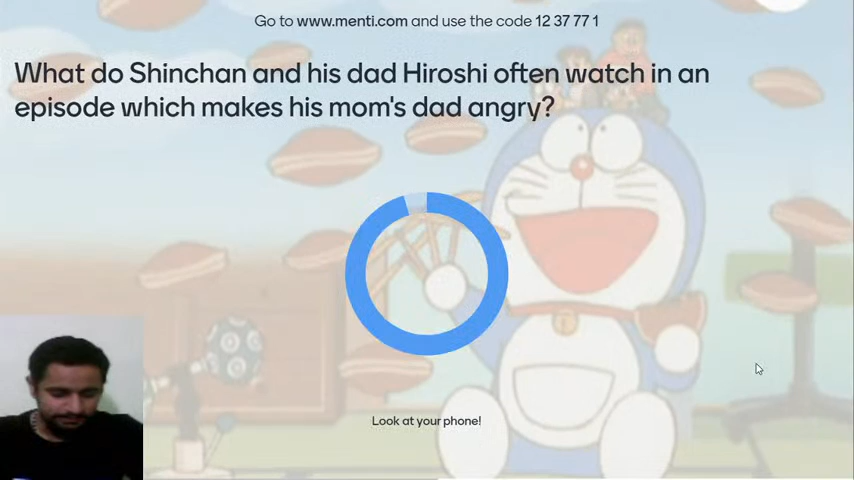 Go to www.menti.com and use the code 12 37 77 1
What do Shinchan and his dad Hiroshi often watch in an
episode which makes his mom's dad angry?
Look at your phone!